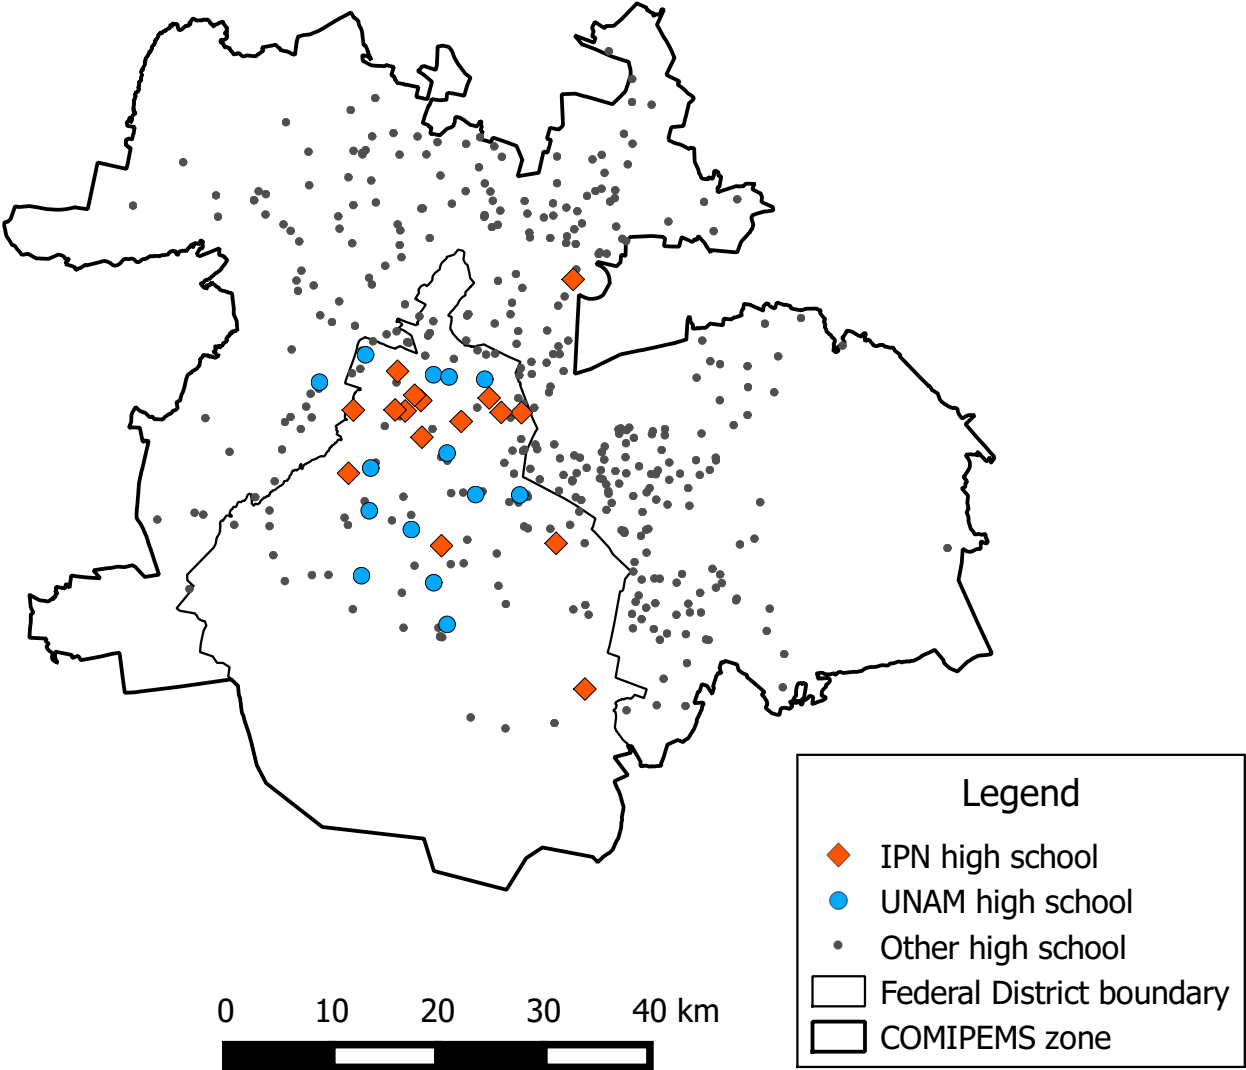 Legend
IPN high school
UNAM high school
Other high school
Federal District boundary
COMIPEMS zone
0 10 20 30 40 km